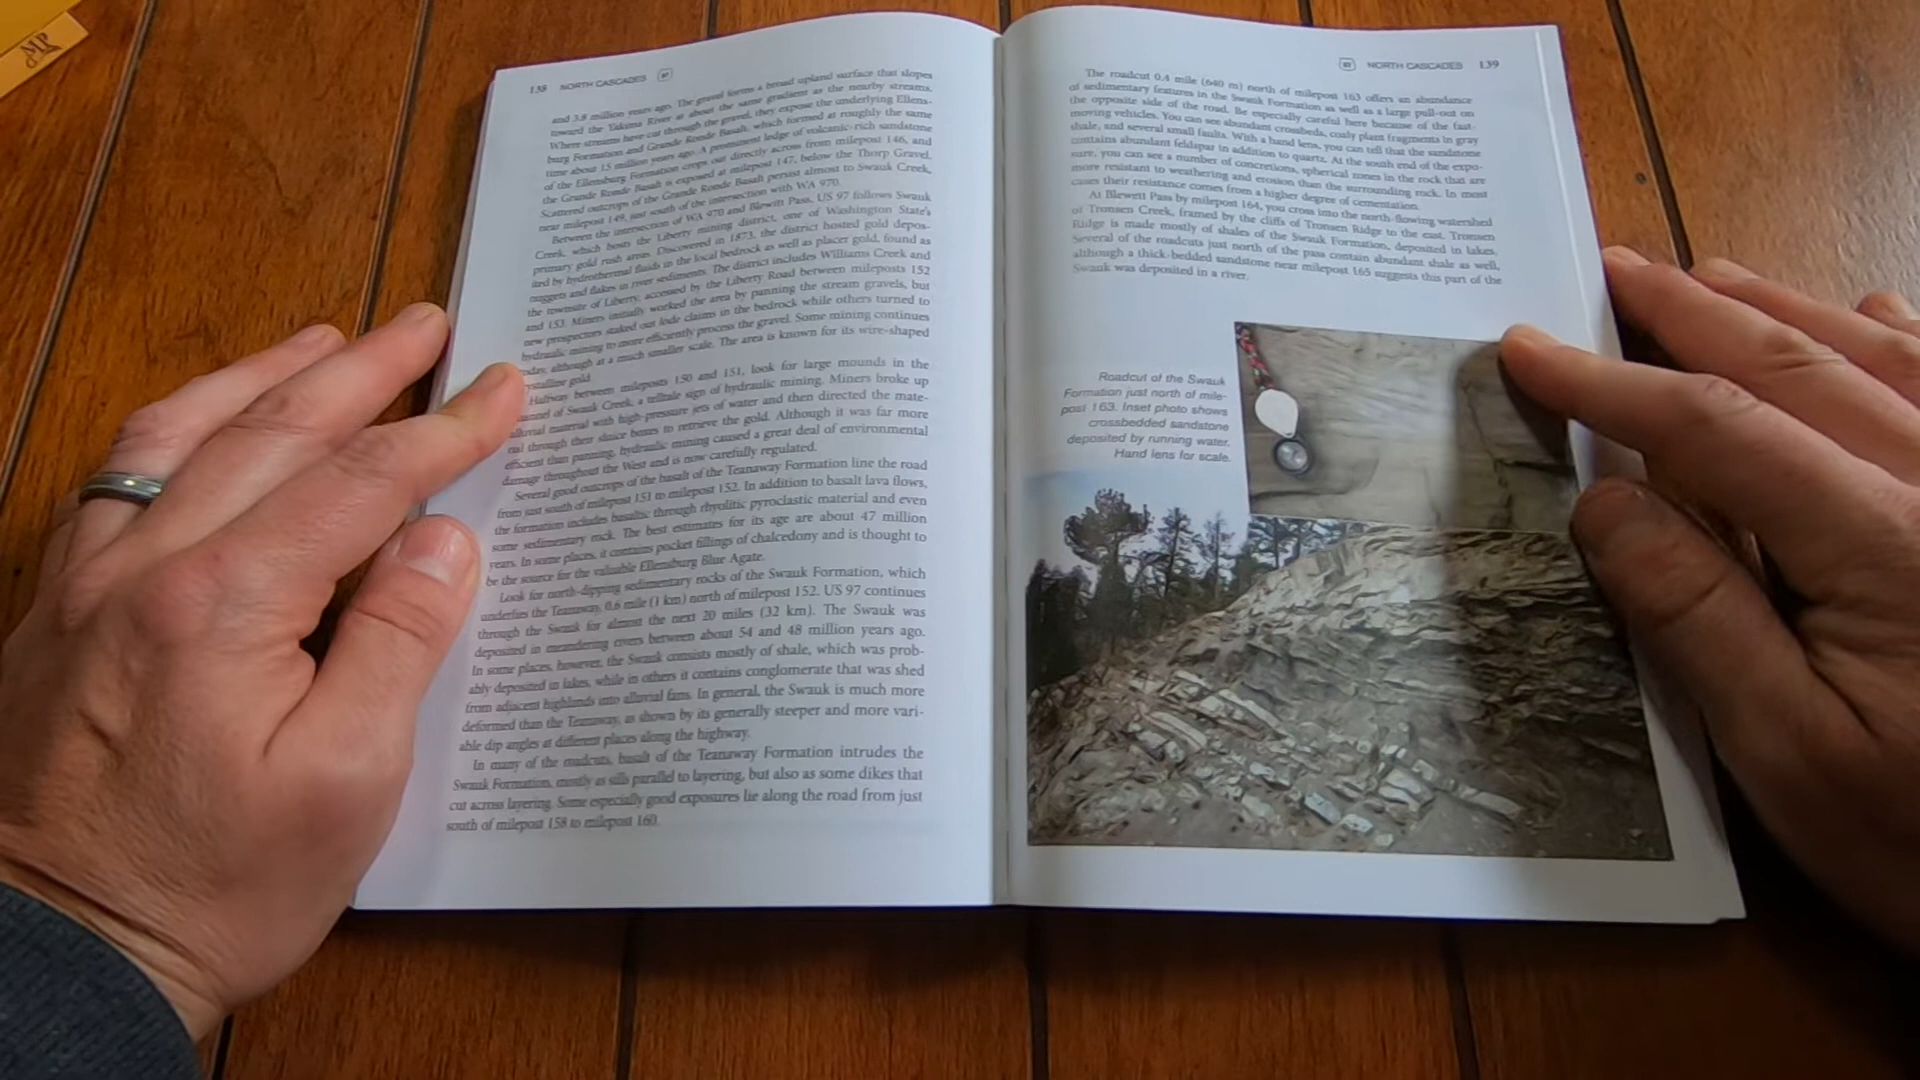 MP
138 NORTH CASCADES 97
and 3.8 million years ago. The gravel forms a broad upland surface that slopes
toward the Yakima River at about the same gradient as the nearby streams.
Where streams have cut through the gravel, they expose the underlying Ellens-
burg Formation and Grande Ronde Basalt, which formed at roughly the same
time about 15 million years ago. A prominent ledge of volcanic-rich sandstone
of the Ellensburg Formation crops out directly across from milepost 146, and
the Grande Ronde Basalt is exposed at milepost 147, below the Thorp Gravel.
Scattered outcrops of the Grande Ronde Basalt persist almost to Swauk Creek,
near milepost 149, just south of the intersection with WA 970.
Between the intersection of WA 970 and Blewitt Pass, US 97 follows Swauk
Creek, which hosts the Liberty mining district, one of Washington State's
primary gold rush areas. Discovered in 1873, the district hosted gold depos-
ited by hydrothermal fluids in the local bedrock as well as placer gold, found as
nuggets and flakes in river sediments. The district includes Williams Creek and
the townsite of Liberty, accessed by the Liberty Road between mileposts 152
and 153. Miners initially worked the area by panning the stream gravels, but
new prospectors staked out lode claims in the bedrock while others turned to
hydraulic mining to more efficiently process the gravel. Some mining continues
today, although at a much smaller scale. The area is known for its wire-shaped
crystalline gold.
Halfway between mileposts 150 and 151, look for large mounds in the
channel of Swauk Creek, a telltale sign of hydraulic mining. Miners broke up
alluvial material with high-pressure jets of water and then directed the mate-
rial through their sluice boxes to retrieve the gold. Although it was far more
efficient than panning, hydraulic mining caused a great deal of environmental
damage throughout the West and is now carefully regulated.
Several good outcrops of the basalt of the Teanaway Formation line the road
from just south of milepost 151 to milepost 152. In addition to basalt lava flows,
the formation includes basaltic through rhyolitic pyroclastic material and even
some sedimentary rock. The best estimates for its age are about 47 million
years. In some places, it contains pocket fillings of chalcedony and is thought to
be the source for the valuable Ellensburg Blue Agate.
Look for north-dipping sedimentary rocks of the Swauk Formation, which
underlies the Teanaway, 0.6 mile (1 km) north of milepost 152. US 97 continues
through the Swauk for almost the next 20 miles (32 km). The Swauk was
deposited in meandering rivers between about 54 and 48 million years ago.
In some places, however, the Swauk consists mostly of shale, which was prob-
ably deposited in lakes, while in others it contains conglomerate that was shed
from adjacent highlands into alluvial fans. In general, the Swauk is much more
deformed than the Teanaway, as shown by its generally steeper and more vari-
able dip angles at different places along the highway.
In many of the roadcuts, basalt of the Teanaway Formation intrudes the
Swauk Formation, mostly as sills parallel to layering, but also as some dikes that
cut across layering. Some especially good exposures lie along the road from just
south of milepost 158 to milepost 160.
97 NORTH CASCADES 139
The roadcut 0.4 mile (640 m) north of milepost 163 offers an abundance
of sedimentary features in the Swauk Formation as well as a large pull-out on
the opposite side of the road. Be especially careful here because of the fast-
moving vehicles. You can see abundant crossbeds, coaly plant fragments in gray
shale, and several small faults. With a hand lens, you can tell that the sandstone
contains abundant feldspar in addition to quartz. At the south end of the expo-
sure, you can see a number of concretions, spherical zones in the rock that are
more resistant to weathering and erosion than the surrounding rock. In most
cases their resistance comes from a higher degree of cementation.
At Blewett Pass by milepost 164, you cross into the north-flowing watershed
of Tronsen Creek, framed by the cliffs of Tronsen Ridge to the east. Tronsen
Ridge is made mostly of shales of the Swauk Formation, deposited in lakes.
Several of the roadcuts just north of the pass contain abundant shale as well,
although a thick-bedded sandstone near milepost 165 suggests this part of the
Swauk was deposited in a river.
Roadcut of the Swauk
Formation just north of mile-
post 163. Inset photo shows
crossbedded sandstone
deposited by running water.
Hand lens for scale.